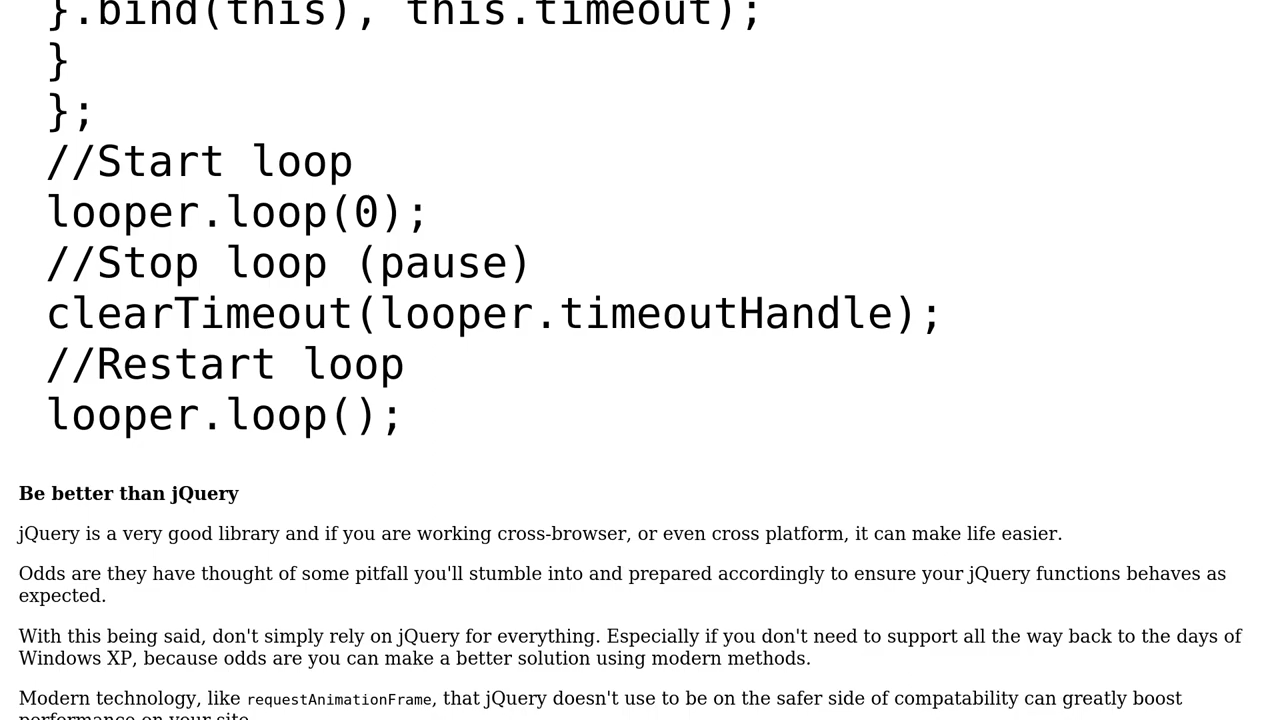 }.bind(this), this.timeout);
}
};
//Start loop
looper.loop(0);
//Stop loop (pause)
clearTimeout(looper.timeoutHandle);
//Restart loop
looper.loop();
Be better than jQuery
jQuery is a very good library and if you are working cross-browser, or even cross platform, it can make life easier.
Odds are they have thought of some pitfall you'll stumble into and prepared accordingly to ensure your jQuery functions behaves as
expected.
With this being said, don't simply rely on jQuery for everything. Especially if you don't need to support all the way back to the days of
Windows XP, because odds are you can make a better solution using modern methods.
Modern technology, like requestAnimationFrame, that jQuery doesn't use to be on the safer side of compatability can greatly boost
performance on your site.